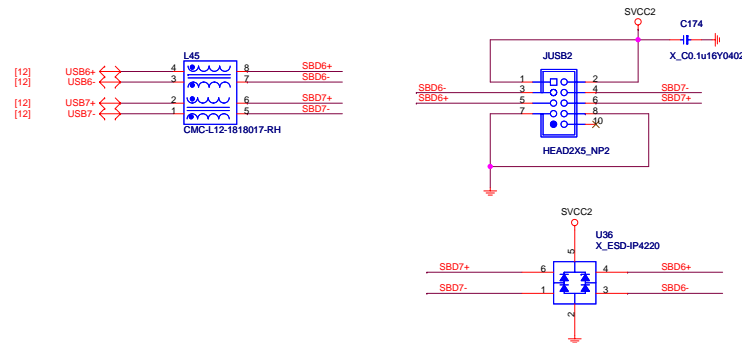 SVCC2
C174
X_C0.1u16Y0402
L45
JUSB2
[12] USB6+ 4 8 SBD6+
[12] USB6- 3 7 SBD6-
[12] USB7+ 2 6 SBD7+
[12] USB7- 1 5 SBD7-
CMC-L12-1818017-RH
1 2
SBD6- 3 4 SBD7-
SBD6+ 5 6 SBD7+
7 8
10
HEAD2X5_NP2
SVCC2
U36
X_ESD-IP4220
5
SBD7+ 6 4 SBD6+
SBD7- 1 3 SBD6-
2